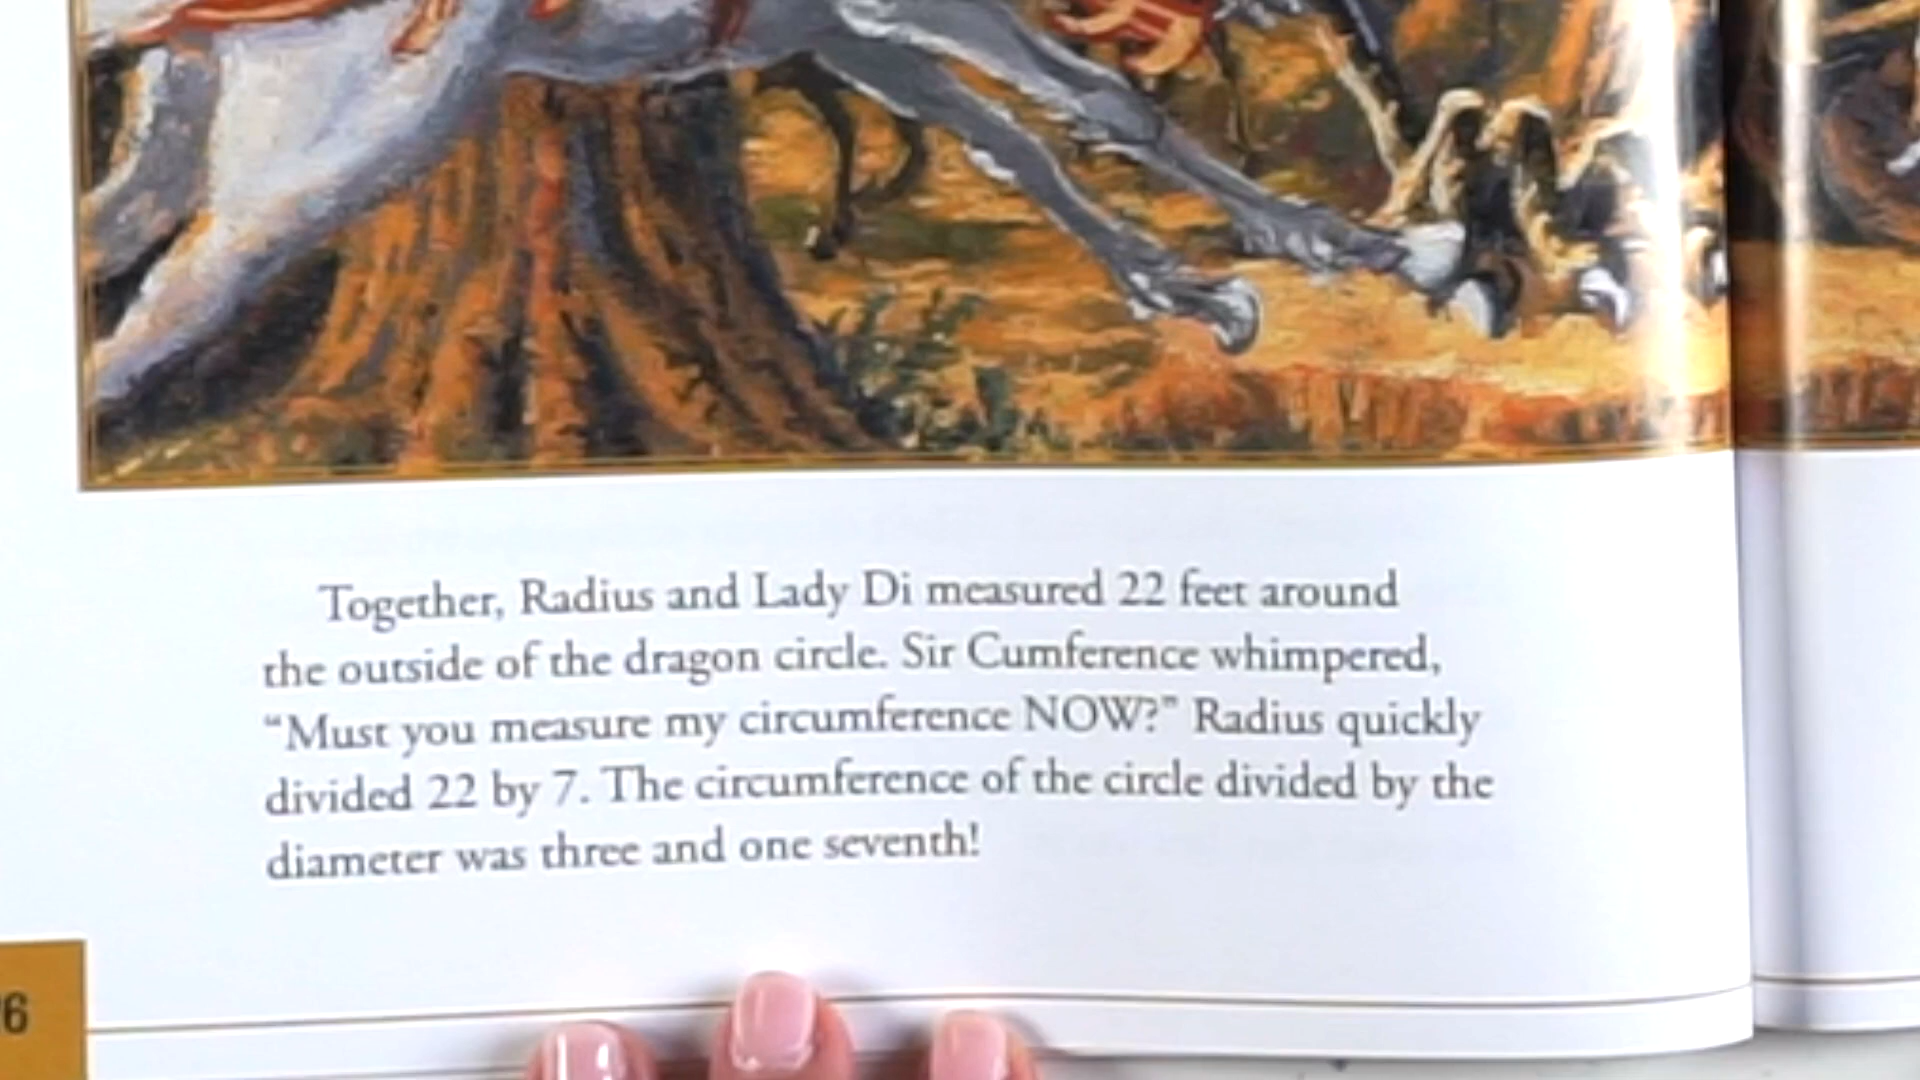 Together, Radius and Lady Di measured 22 feet around
the outside of the dragon circle. Sir Cumference whimpered,
“Must you measure my circumference NOW?” Radius quickly
divided 22 by 7. The circumference of the circle divided by the
diameter was three and one seventh!